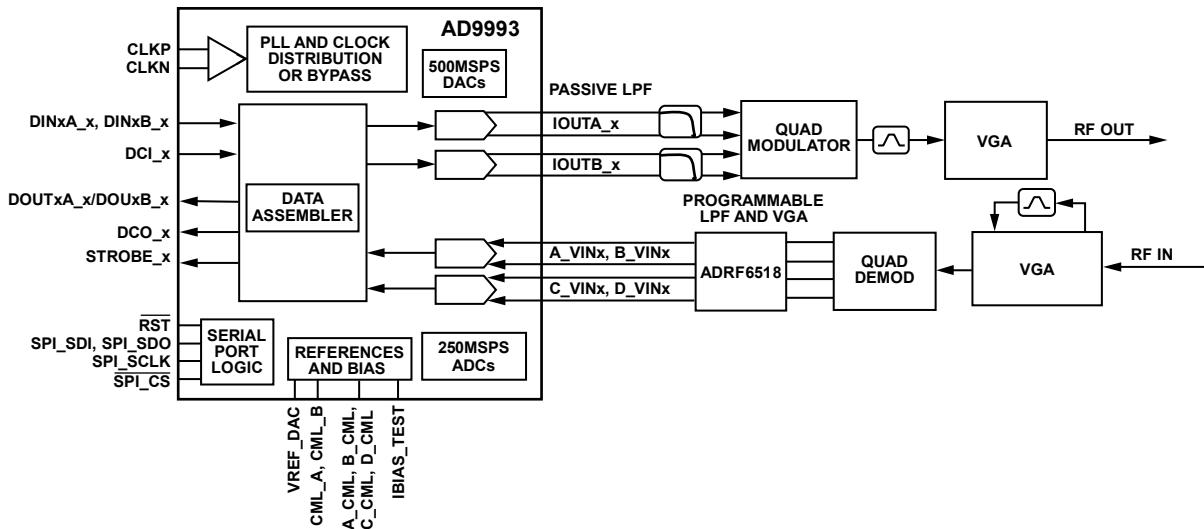 AD9993
CLKP
CLKN
PLL AND CLOCK
DISTRIBUTION
OR BYPASS
500MSPS
DACs
PASSIVE LPF
DINxA_x, DINxB_x
IOUTA_x
QUAD
MODULATOR
VGA
RF OUT
DCI_x
IOUTB_x
DATA
ASSEMBLER
DOUTxA_x/DOUxB_x
DCO_x
STROBE_x
PROGRAMMABLE
LPF AND VGA
A_VINx, B_VINx
C_VINx, D_VINx
ADRF6518
QUAD
DEMOD
VGA
RF IN
RST
SPI_SDI, SPI_SDO
SPI_SCLK
SPI_CS
SERIAL
PORT
LOGIC
REFERENCES
AND BIAS
250MSPS
ADCs
VREF_DAC
CML_A, CML_B
A_CML, B_CML,
C_CML, D_CML
IBIAS_TEST